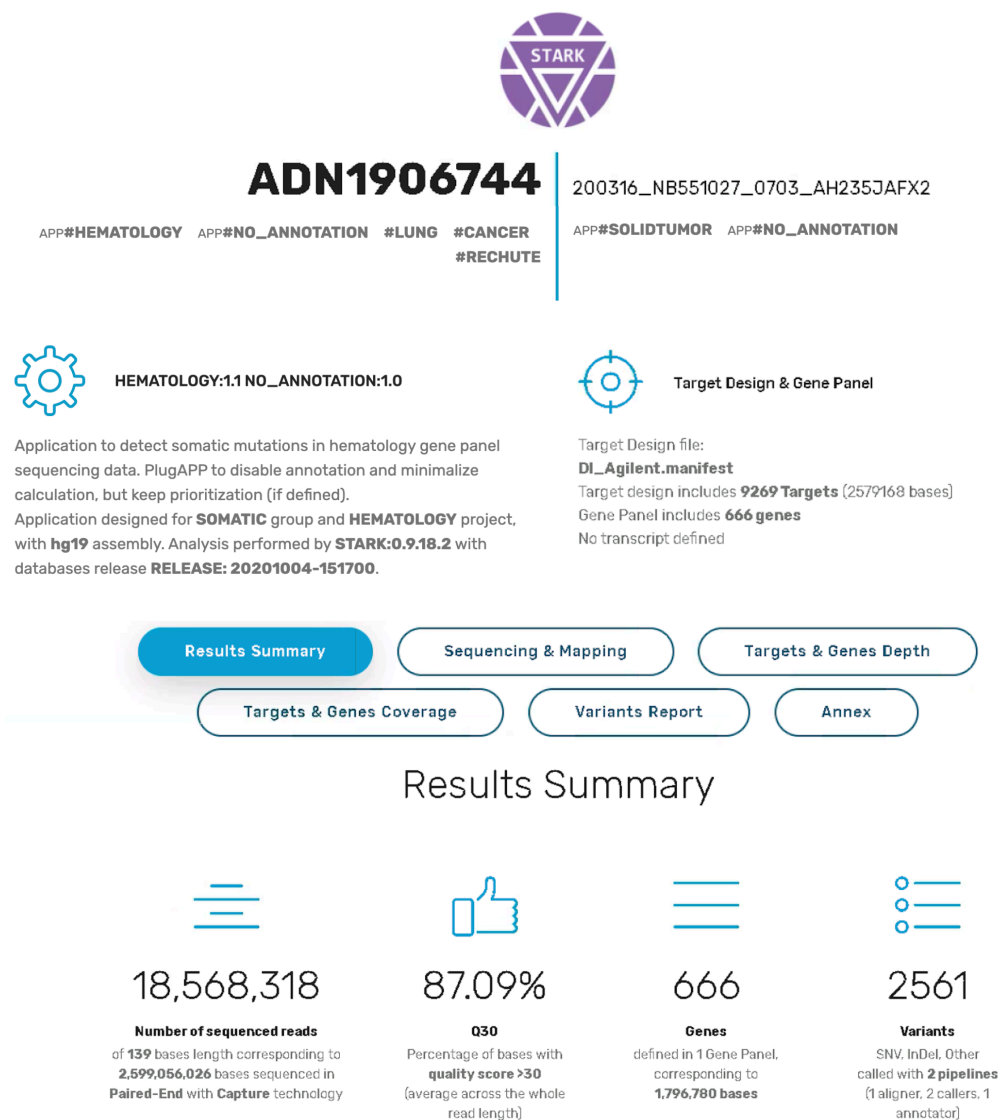 STARK
ADN1906744
200316_NB551027_0703_AH235JAFX2
APP#HEMATOLOGY APP#NO_ANNOTATION #LUNG #CANCER
#RECHUTE
APP#SOLIDTUMOR APP#NO_ANNOTATION
HEMATOLOGY:1.1 NO_ANNOTATION:1.0
Application to detect somatic mutations in hematology gene panel
sequencing data. PlugAPP to disable annotation and minimalize
calculation, but keep prioritization (if defined).
Application designed for SOMATIC group and HEMATOLOGY project,
with hg19 assembly. Analysis performed by STARK:0.9.18.2 with
databases release RELEASE: 20201004-151700.
Target Design & Gene Panel
Target Design file:
DI_Agilent.manifest
Target design includes 9269 Targets (2579168 bases)
Gene Panel includes 666 genes
No transcript defined
Results Summary
Sequencing & Mapping
Targets & Genes Depth
Targets & Genes Coverage
Variants Report
Annex
Results Summary
18,568,318
Number of sequenced reads
of 139 bases length corresponding to
2,599,056,026 bases sequenced in
Paired-End with Capture technology
87.09%
Q30
Percentage of bases with
quality score >30
(average across the whole
read length)
666
Genes
defined in 1 Gene Panel,
corresponding to
1,796,780 bases
2561
Variants
SNV, InDel, Other
called with 2 pipelines
(1 aligner, 2 callers, 1
annotator)